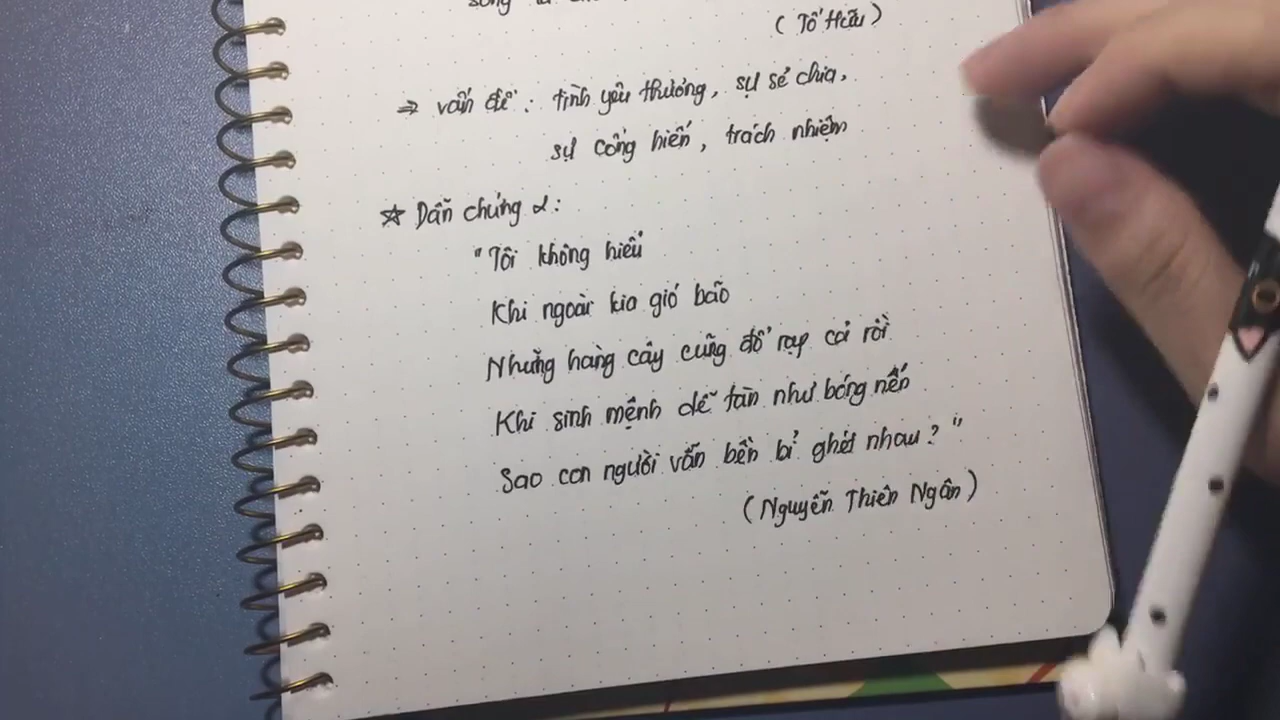 (Tố Hữu)
⇒ vấn đề: tình yêu thương, sự sẻ chia,
sự cống hiến, trách nhiệm
☆ Dẫn chứng 2:
"Tôi không hiểu
Khi ngoài kia gió bão
Những hàng cây cũng đổ rạp cả rồi
Khi sinh mệnh dễ tàn như bóng nến
Sao con người vẫn bền bỉ ghét nhau?"
(Nguyễn Thiên Ngân)